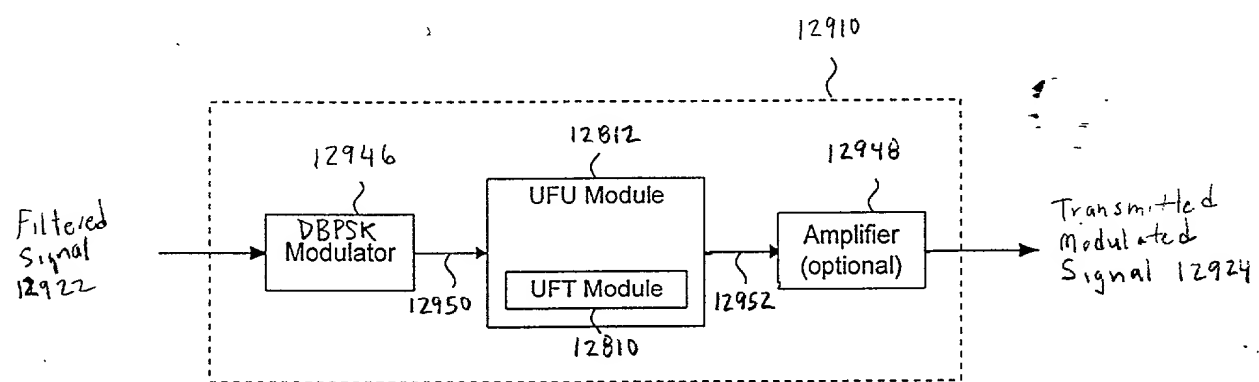 12910
12812
12946
12948
UFU Module
Filtered
Signal
12922
DBPSK
Modulator
Amplifier
(optional)
Transmitted
Modulated
Signal 12924
UFT Module
12950
12952
12810